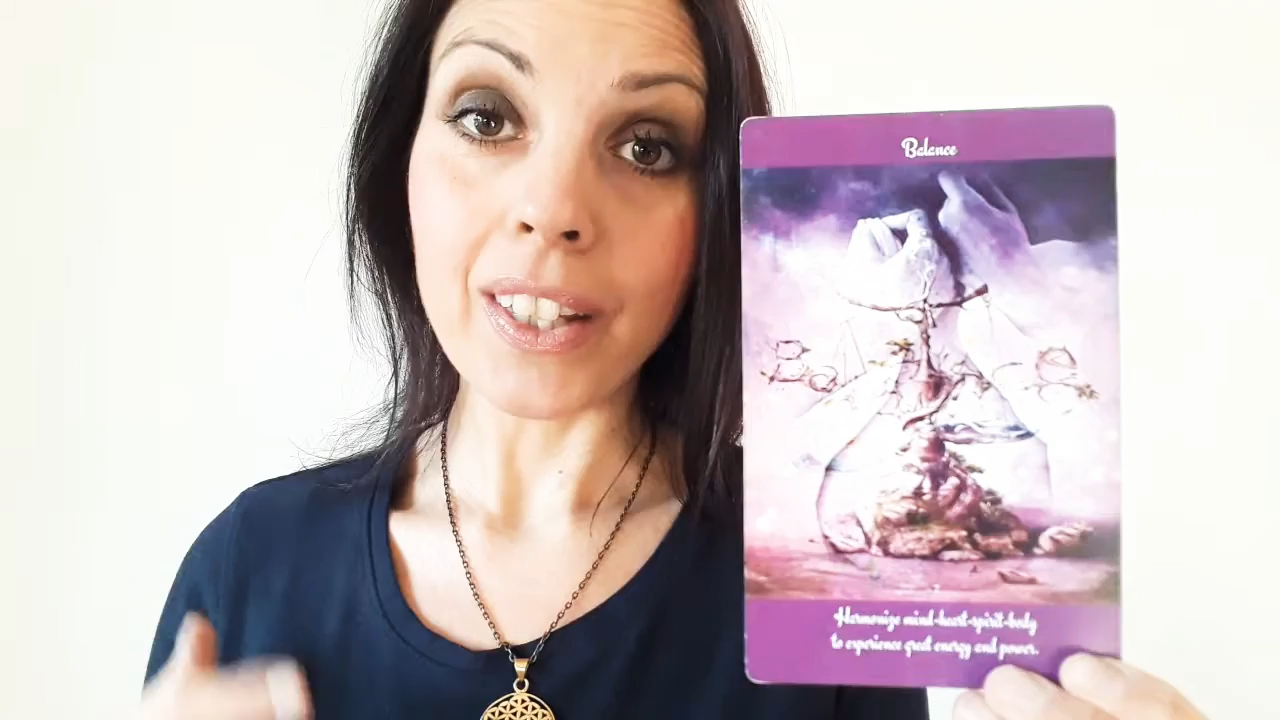 Balance
Harmonize mind-heart-spirit-body
to experience great energy and power.